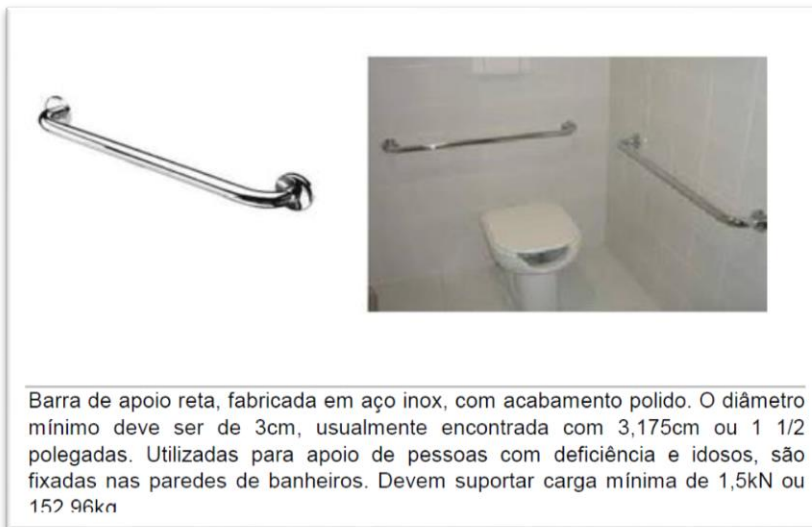 Barra de apoio reta, fabricada em aço inox, com acabamento polido. O diâmetro
mínimo deve ser de 3cm, usualmente encontrada com 3,175cm ou 1 1/2
polegadas. Utilizadas para apoio de pessoas com deficiência e idosos, são
fixadas nas paredes de banheiros. Devem suportar carga mínima de 1,5kN ou
152,96kg